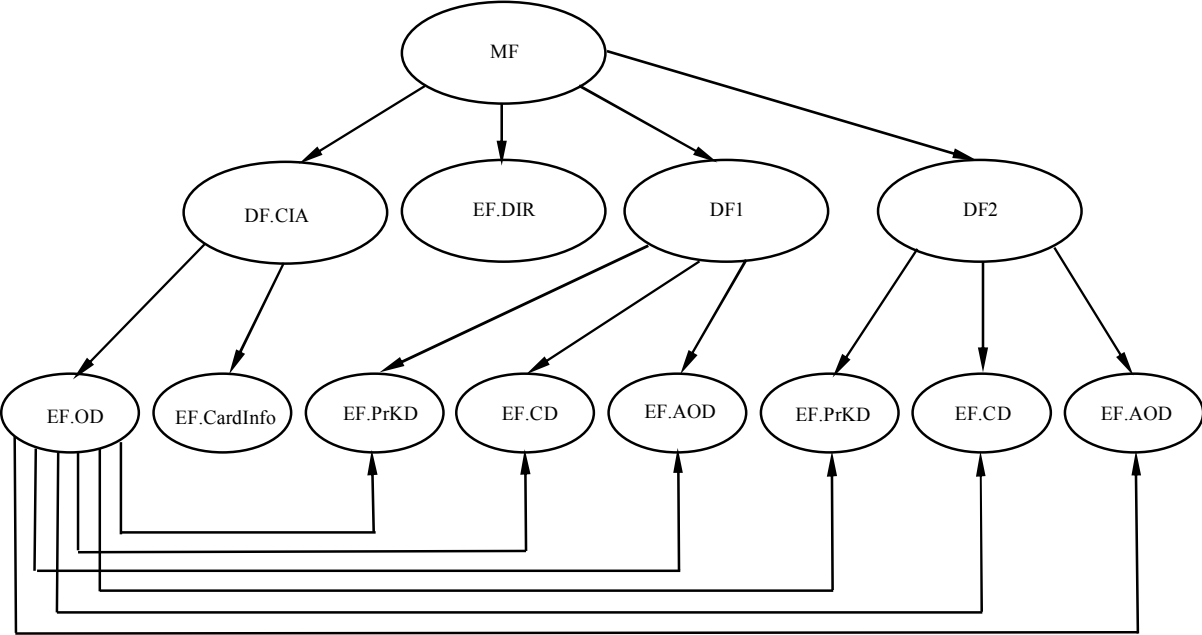 MF
DF.CIA
EF.DIR
DF1
DF2
EF.OD
EF.CardInfo
EF.PrKD
EF.CD
EF.AOD
EF.PrKD
EF.CD
EF.AOD